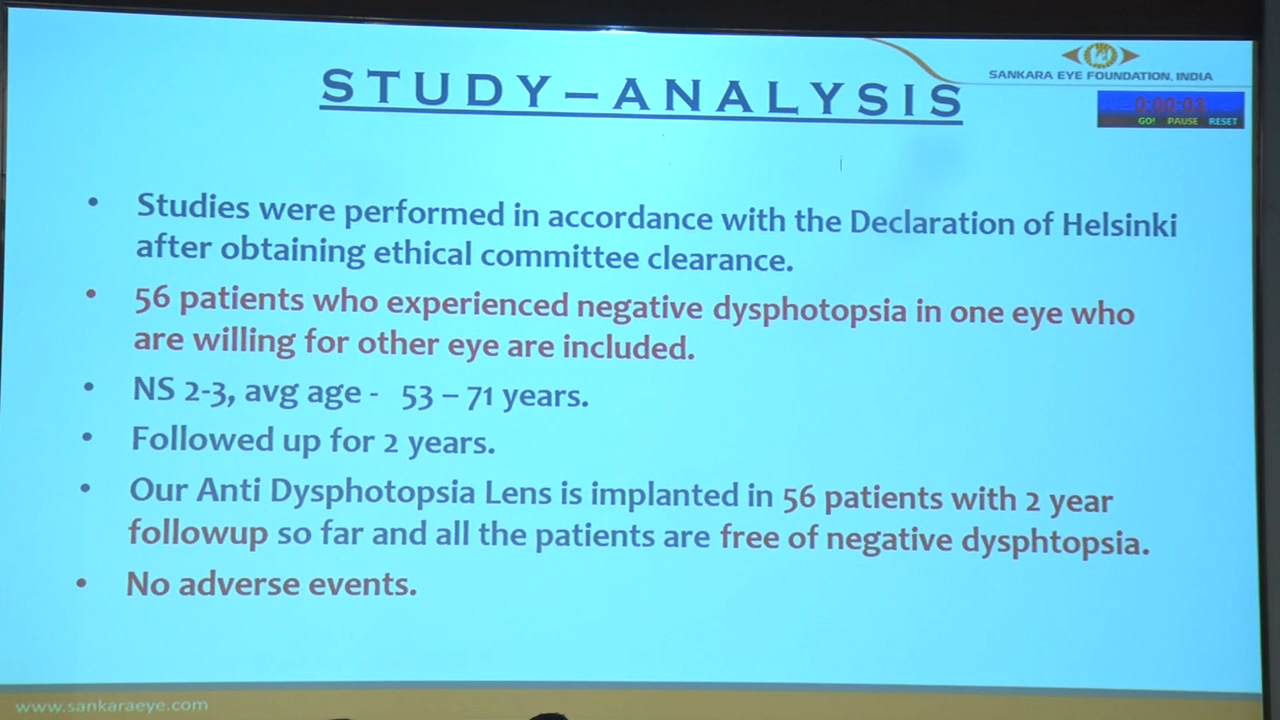 SANKARA EYE FOUNDATION, INDIA
STUDY–ANALYSIS
0:00:03
GO! PAUSE RESET
• Studies were performed in accordance with the Declaration of Helsinki
after obtaining ethical committee clearance.
• 56 patients who experienced negative dysphotopsia in one eye who
are willing for other eye are included.
• NS 2-3, avg age - 53 – 71 years.
• Followed up for 2 years.
• Our Anti Dysphotopsia Lens is implanted in 56 patients with 2 year
followup so far and all the patients are free of negative dysphtopsia.
• No adverse events.
www.sankaraeye.com